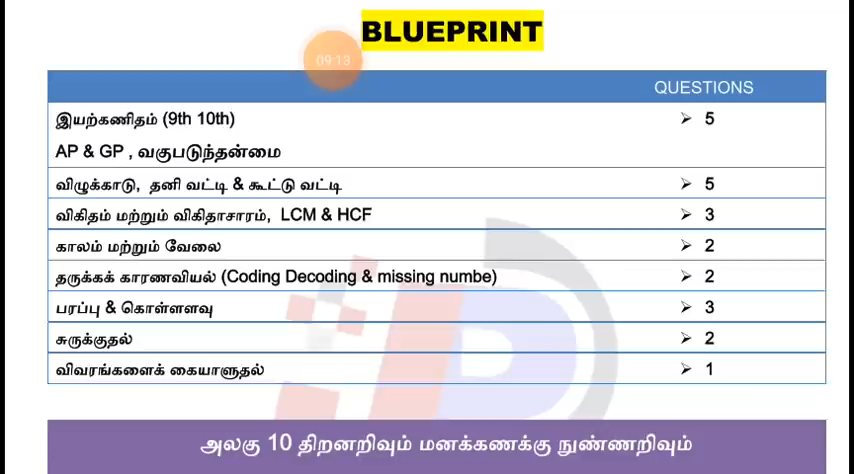 BLUEPRINT
09:13
QUESTIONS
இயற்கணிதம் (9th 10th) ➢ 5
AP & GP , வகுபடுந்தன்மை
விழுக்காடு, தனி வட்டி & கூட்டு வட்டி ➢ 5
விகிதம் மற்றும் விகிதாசாரம், LCM & HCF ➢ 3
காலம் மற்றும் வேலை ➢ 2
தருக்கக் காரணவியல் (Coding Decoding & missing numbe) ➢ 2
பரப்பு & கொள்ளளவு ➢ 3
சுருக்குதல் ➢ 2
விவரங்களைக் கையாளுதல் ➢ 1
அலகு 10 திறனறிவும் மனக்கணக்கு நுண்ணறிவும்